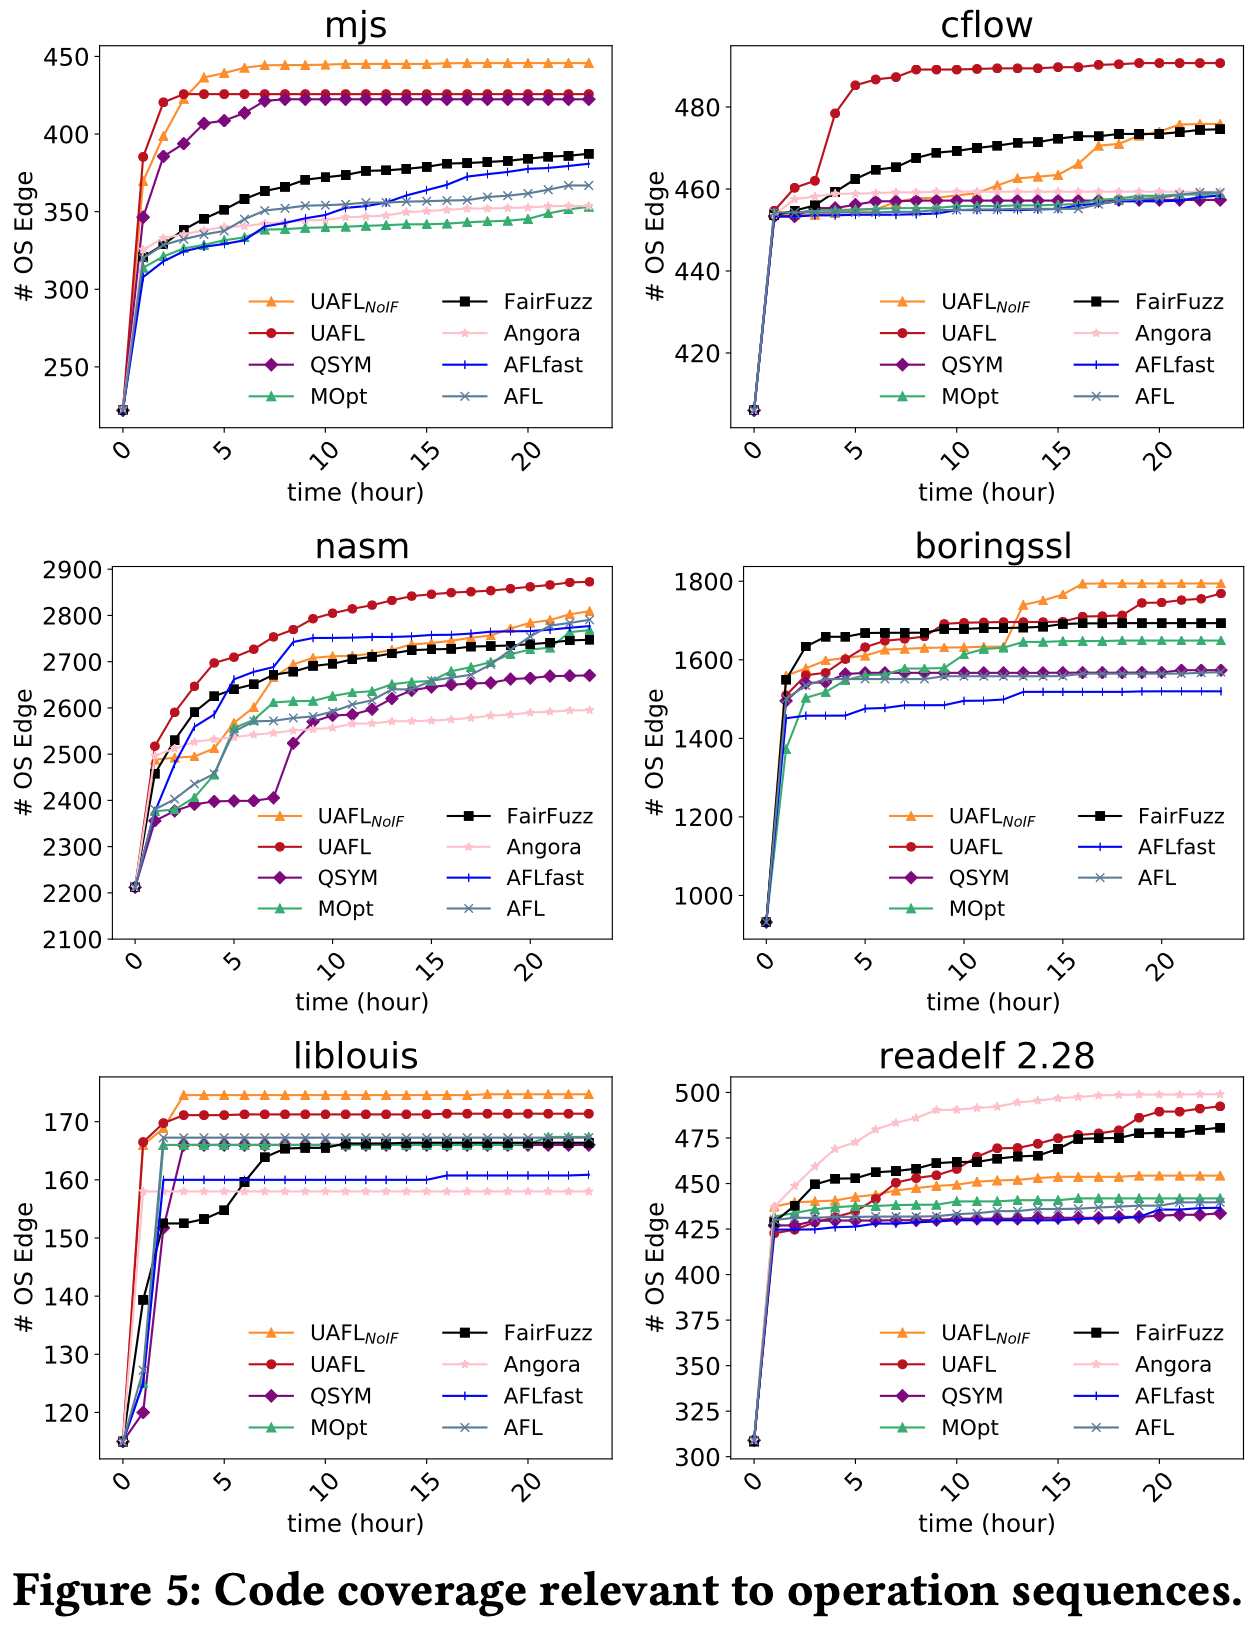 mjs
450
400
350
300
250
# OS Edge
UAFL_NoIF
UAFL
QSYM
MOpt
FairFuzz
Angora
AFLfast
AFL
0
5
10
15
20
time (hour)
cflow
480
460
440
420
# OS Edge
UAFL_NoIF
UAFL
QSYM
MOpt
FairFuzz
Angora
AFLfast
AFL
0
5
10
15
20
time (hour)
nasm
2900
2800
2700
2600
2500
2400
2300
2200
2100
# OS Edge
UAFL_NoIF
UAFL
QSYM
MOpt
FairFuzz
Angora
AFLfast
AFL
0
5
10
15
20
time (hour)
boringssl
1800
1600
1400
1200
1000
# OS Edge
UAFL_NoIF
UAFL
QSYM
MOpt
FairFuzz
AFLfast
AFL
0
5
10
15
20
time (hour)
liblouis
170
160
150
140
130
120
# OS Edge
UAFL_NoIF
UAFL
QSYM
MOpt
FairFuzz
Angora
AFLfast
AFL
0
5
10
15
20
time (hour)
readelf 2.28
500
475
450
425
400
375
350
325
300
# OS Edge
UAFL_NoIF
UAFL
QSYM
MOpt
FairFuzz
Angora
AFLfast
AFL
0
5
10
15
20
time (hour)
Figure 5: Code coverage relevant to operation sequences.